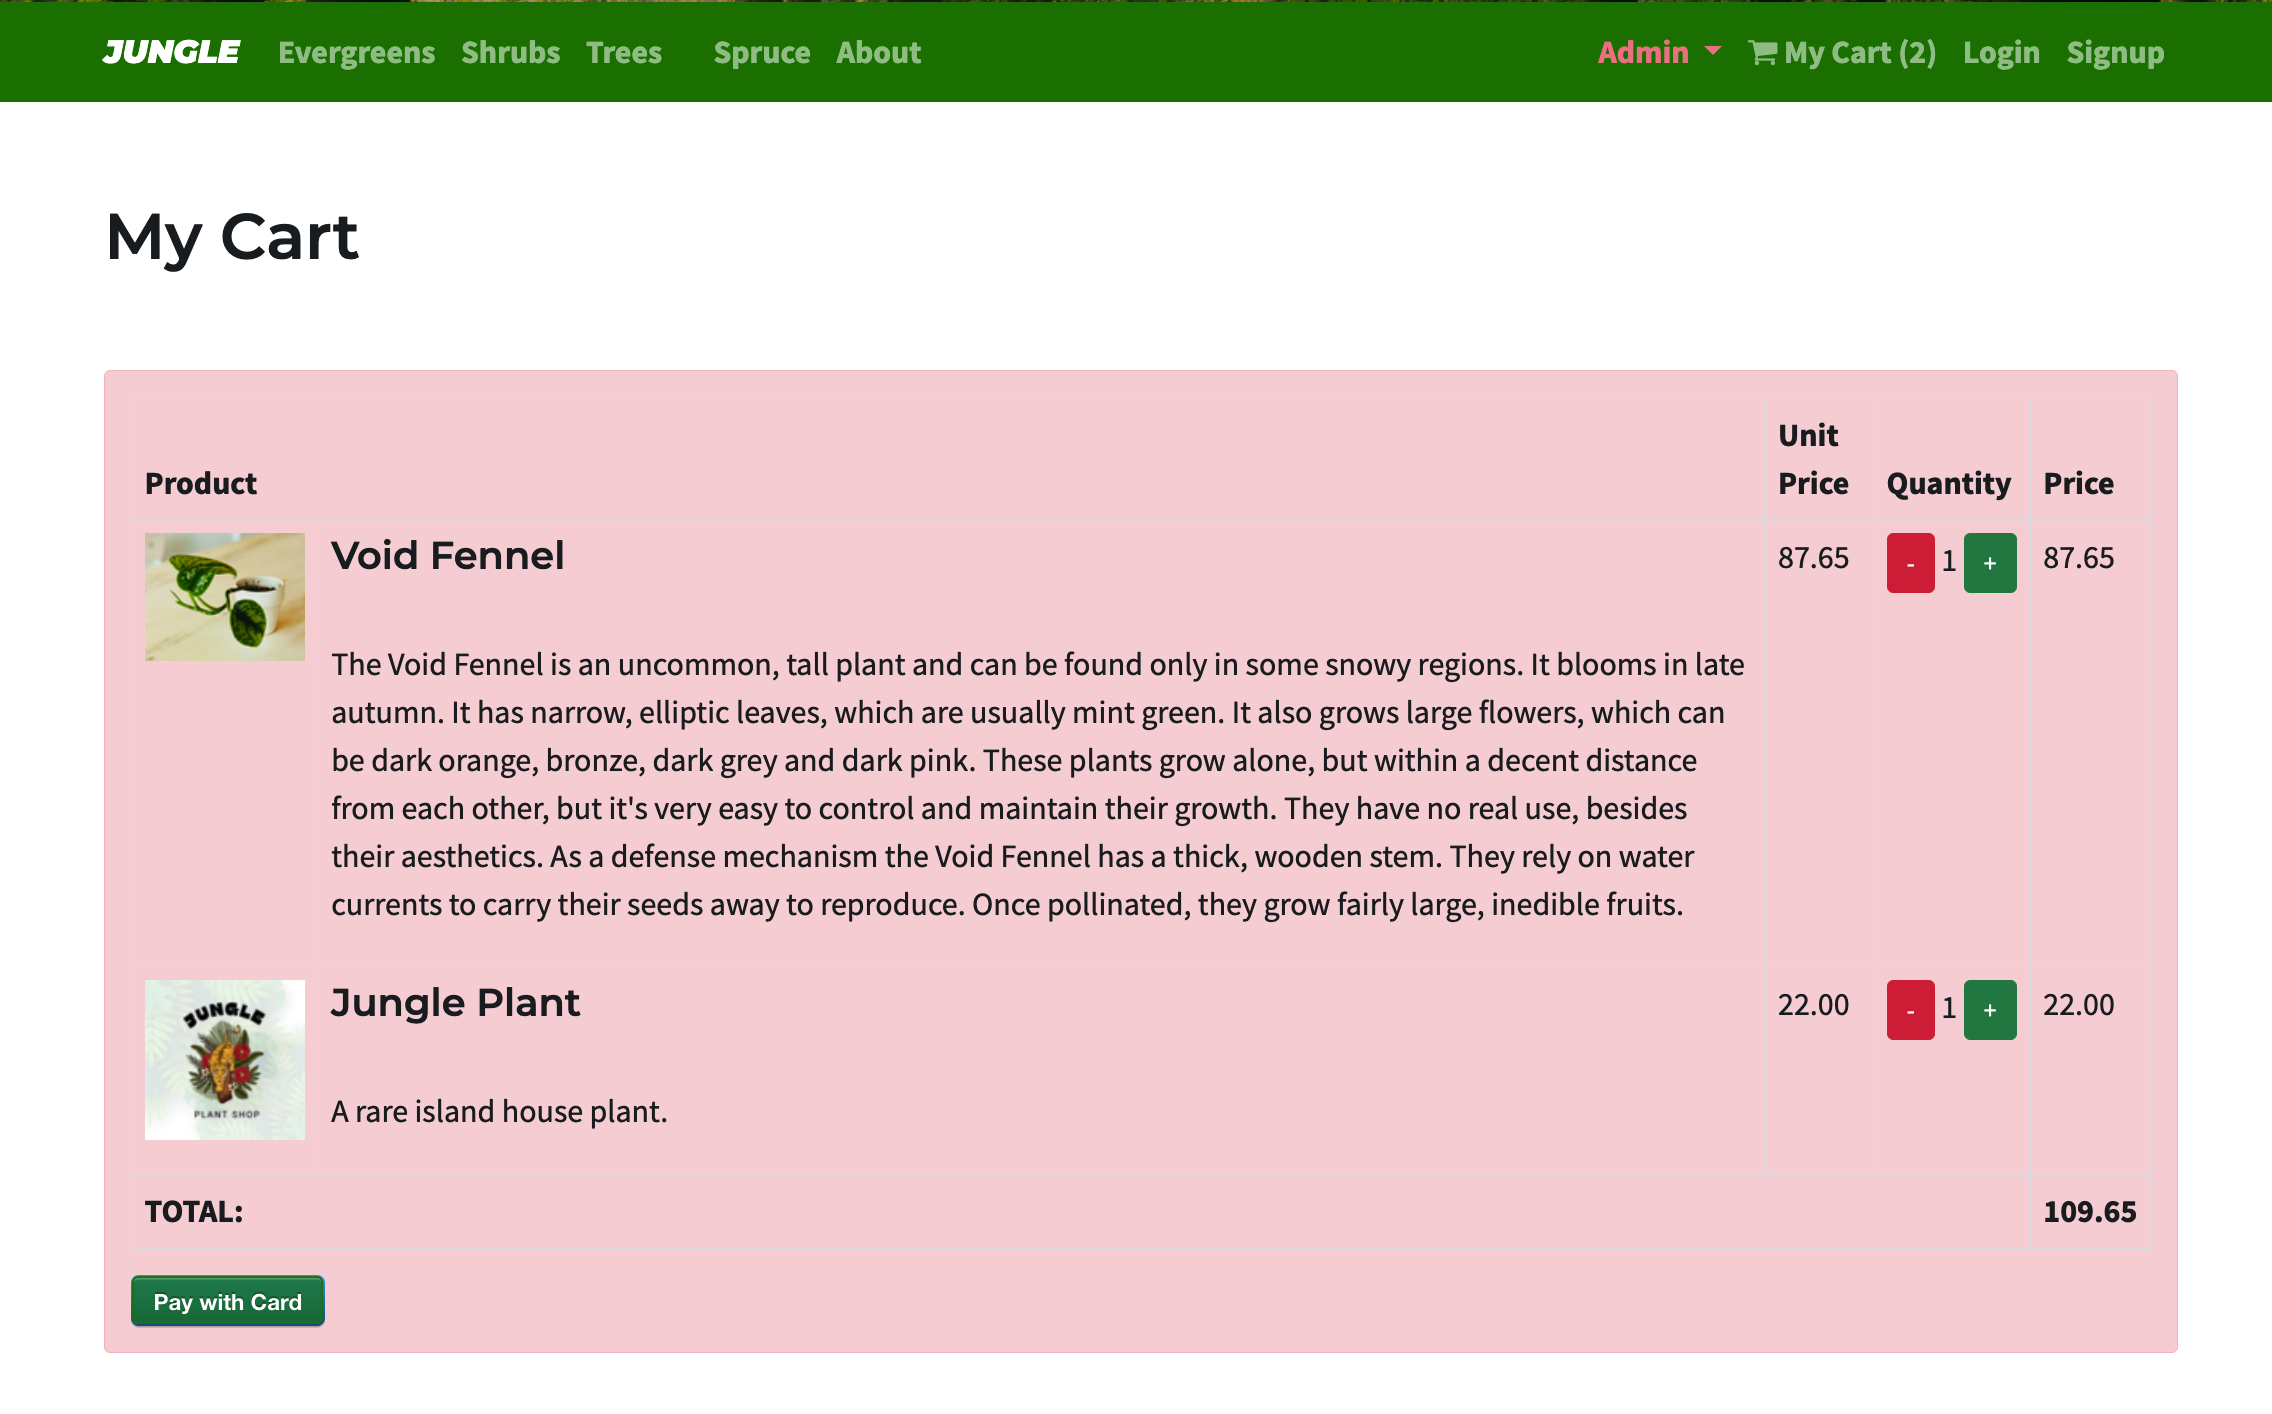 JUNGLE Evergreens Shrubs Trees Spruce About Admin My Cart (2) Login Signup
My Cart
Product Unit Price Quantity Price
Void Fennel 87.65 - 1 + 87.65
The Void Fennel is an uncommon, tall plant and can be found only in some snowy regions. It blooms in late
autumn. It has narrow, elliptic leaves, which are usually mint green. It also grows large flowers, which can
be dark orange, bronze, dark grey and dark pink. These plants grow alone, but within a decent distance
from each other, but it's very easy to control and maintain their growth. They have no real use, besides
their aesthetics. As a defense mechanism the Void Fennel has a thick, wooden stem. They rely on water
currents to carry their seeds away to reproduce. Once pollinated, they grow fairly large, inedible fruits.
JUNGLE
PLANT SHOP
Jungle Plant 22.00 - 1 + 22.00
A rare island house plant.
TOTAL: 109.65
Pay with Card